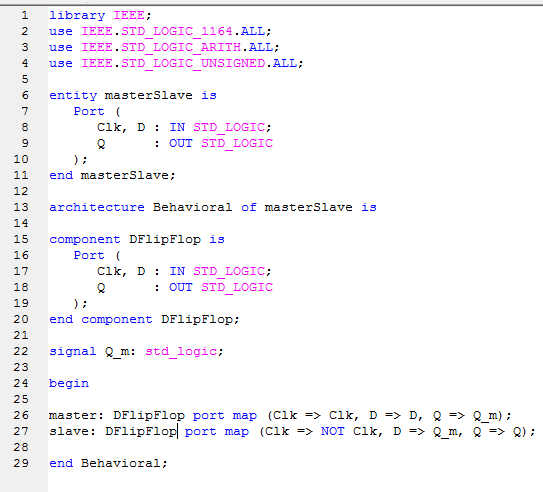 1 library IEEE;
2 use IEEE.STD_LOGIC_1164.ALL;
3 use IEEE.STD_LOGIC_ARITH.ALL;
4 use IEEE.STD_LOGIC_UNSIGNED.ALL;
5
6 entity masterSlave is
7    Port (
8       Clk, D : IN STD_LOGIC;
9       Q      : OUT STD_LOGIC
10    );
11 end masterSlave;
12
13 architecture Behavioral of masterSlave is
14
15 component DFlipFlop is
16    Port (
17       Clk, D : IN STD_LOGIC;
18       Q      : OUT STD_LOGIC
19    );
20 end component DFlipFlop;
21
22 signal Q_m: std_logic;
23
24 begin
25
26 master: DFlipFlop port map (Clk => Clk, D => D, Q => Q_m);
27 slave: DFlipFlop port map (Clk => NOT Clk, D => Q_m, Q => Q);
28
29 end Behavioral;